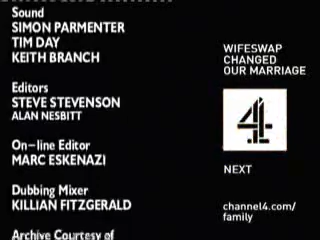 Sound
SIMON PARMENTER
TIM DAY
KEITH BRANCH
Editors
STEVE STEVENSON
ALAN NESBITT
On-line Editor
MARC ESKENAZI
Dubbing Mixer
KILLIAN FITZGERALD
Archive Courtesy of
WIFESWAP
CHANGED
OUR MARRIAGE
4
NEXT
channel4.com/
family